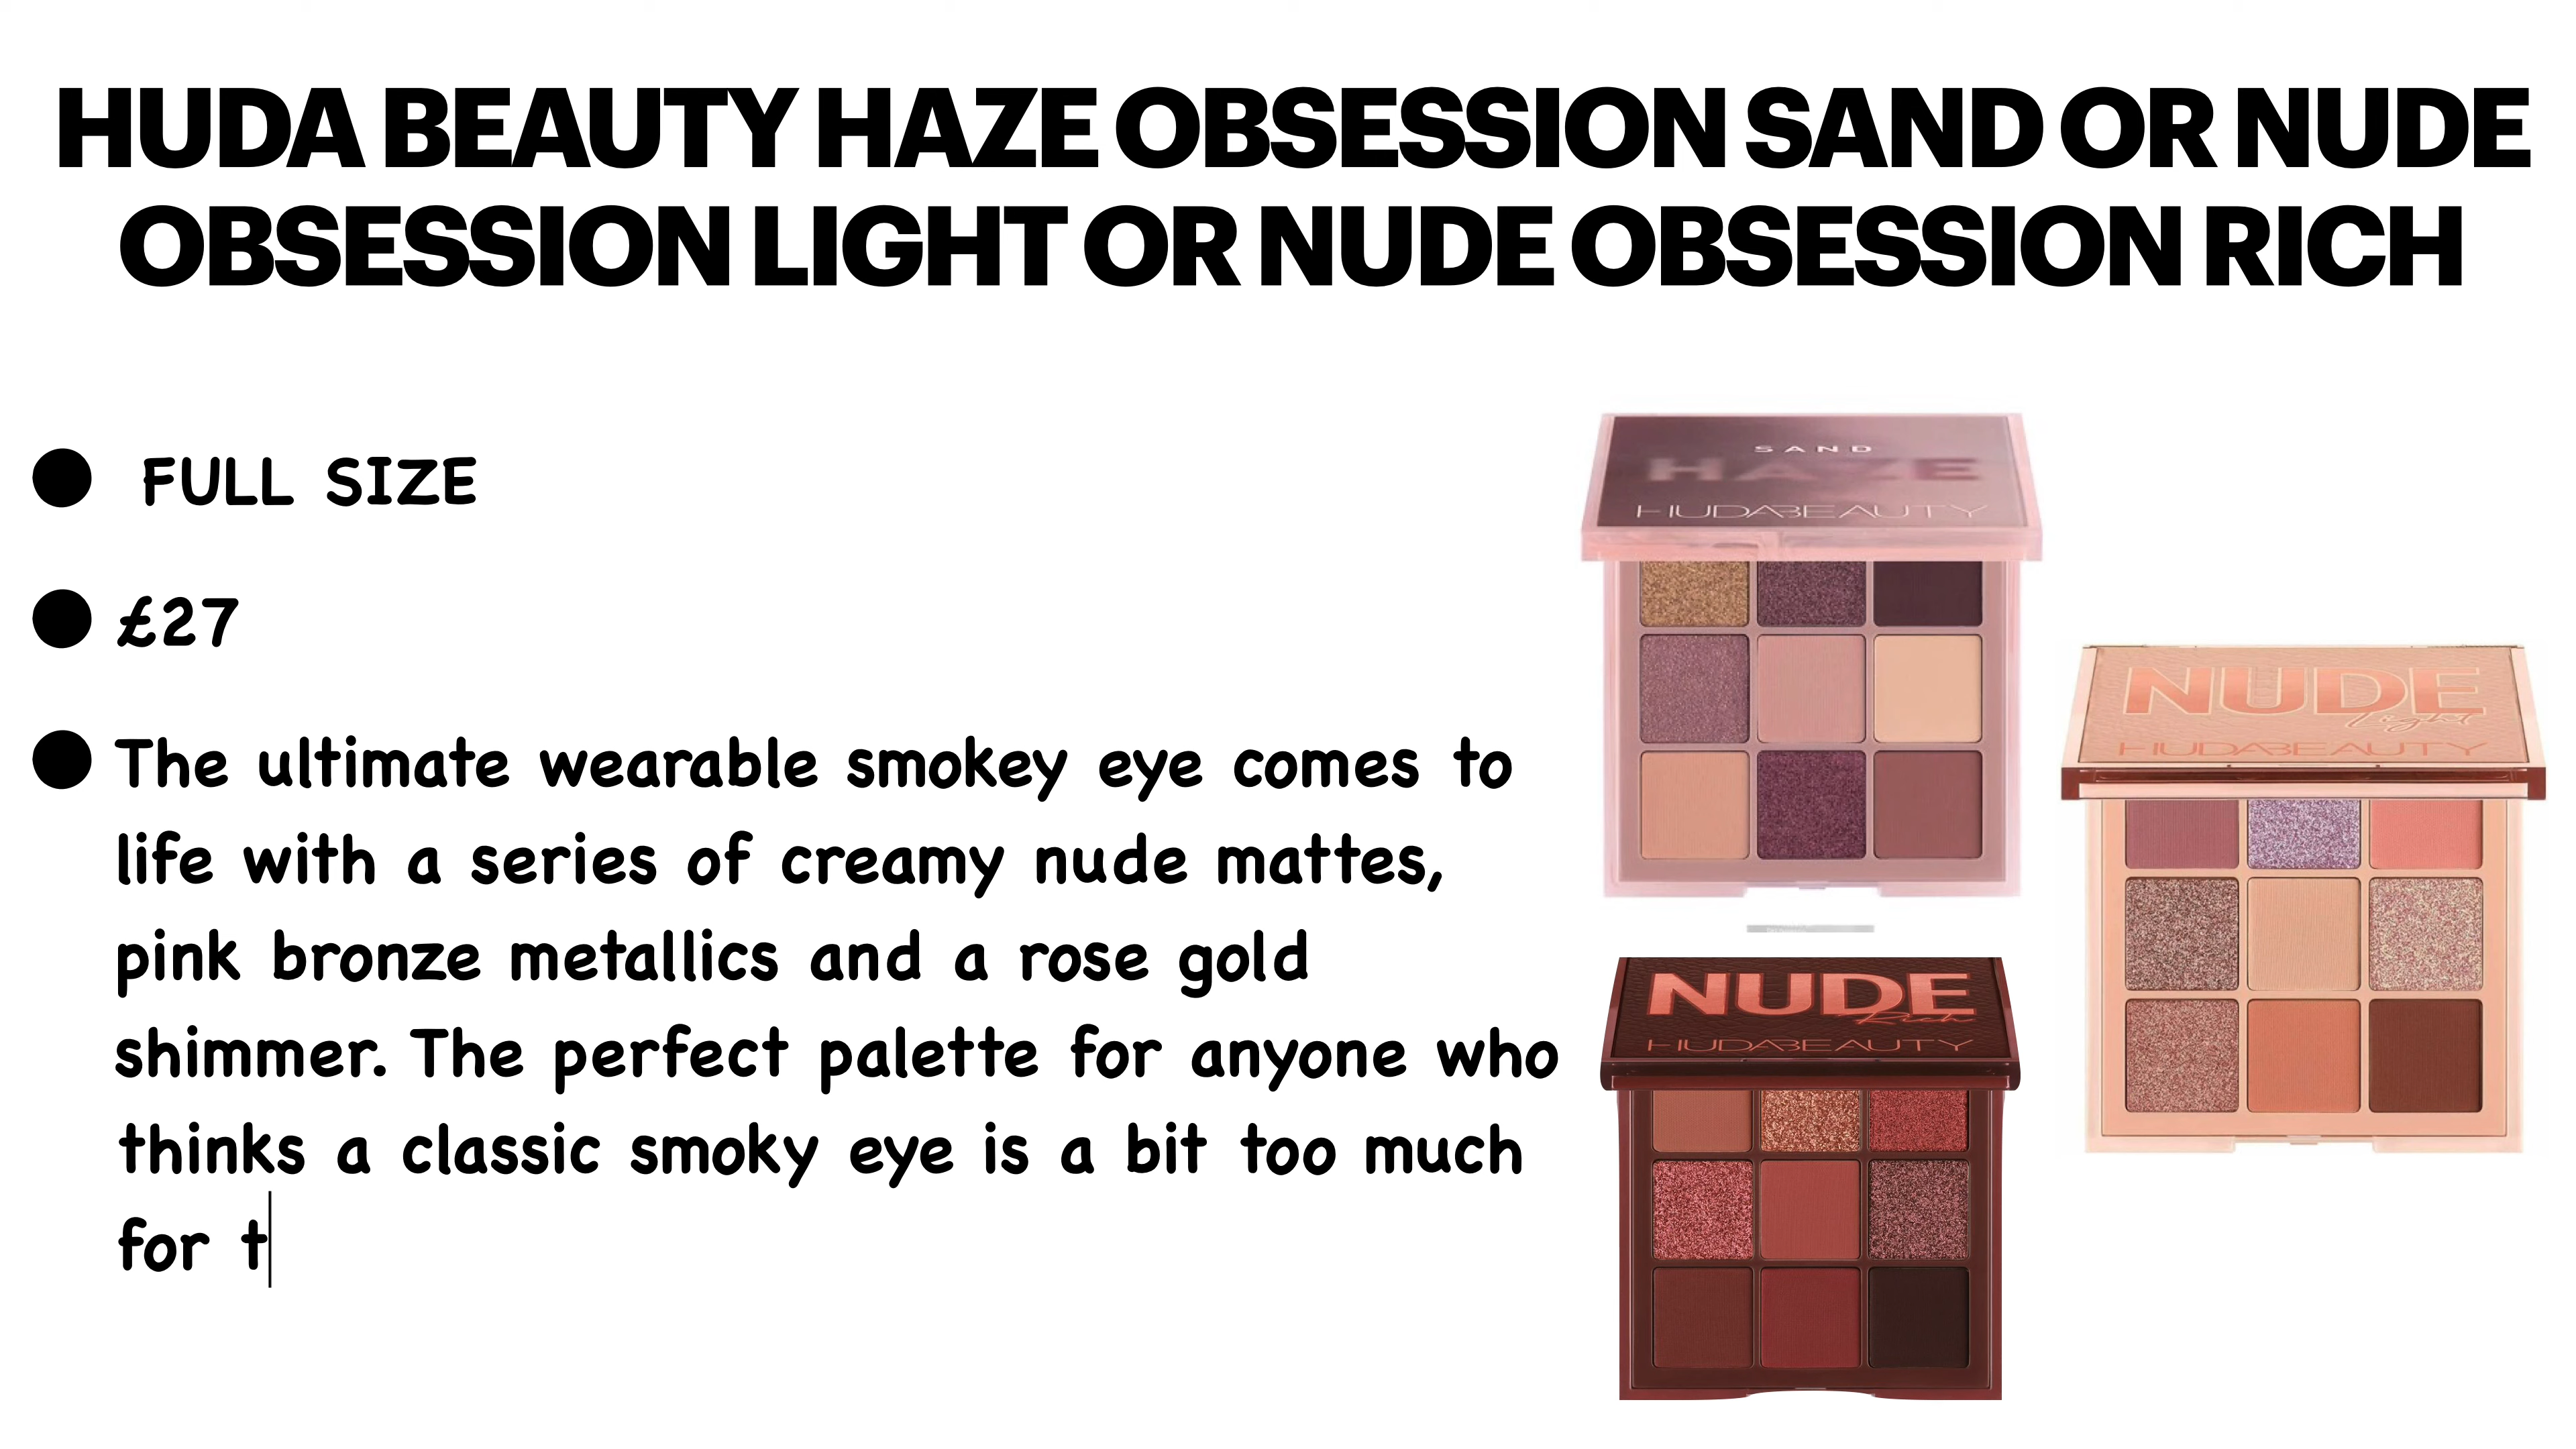 HUDA BEAUTY HAZE OBSESSION SAND OR NUDE
OBSESSION LIGHT OR NUDE OBSESSION RICH
● FULL SIZE
● £27
● The ultimate wearable smokey eye comes to
life with a series of creamy nude mattes,
pink bronze metallics and a rose gold
shimmer. The perfect palette for anyone who
thinks a classic smoky eye is a bit too much
for t
SAND
HAZE
HUDABEAUTY
NUDE
Light
HUDABEAUTY
NUDE
Rich
HUDABEAUTY